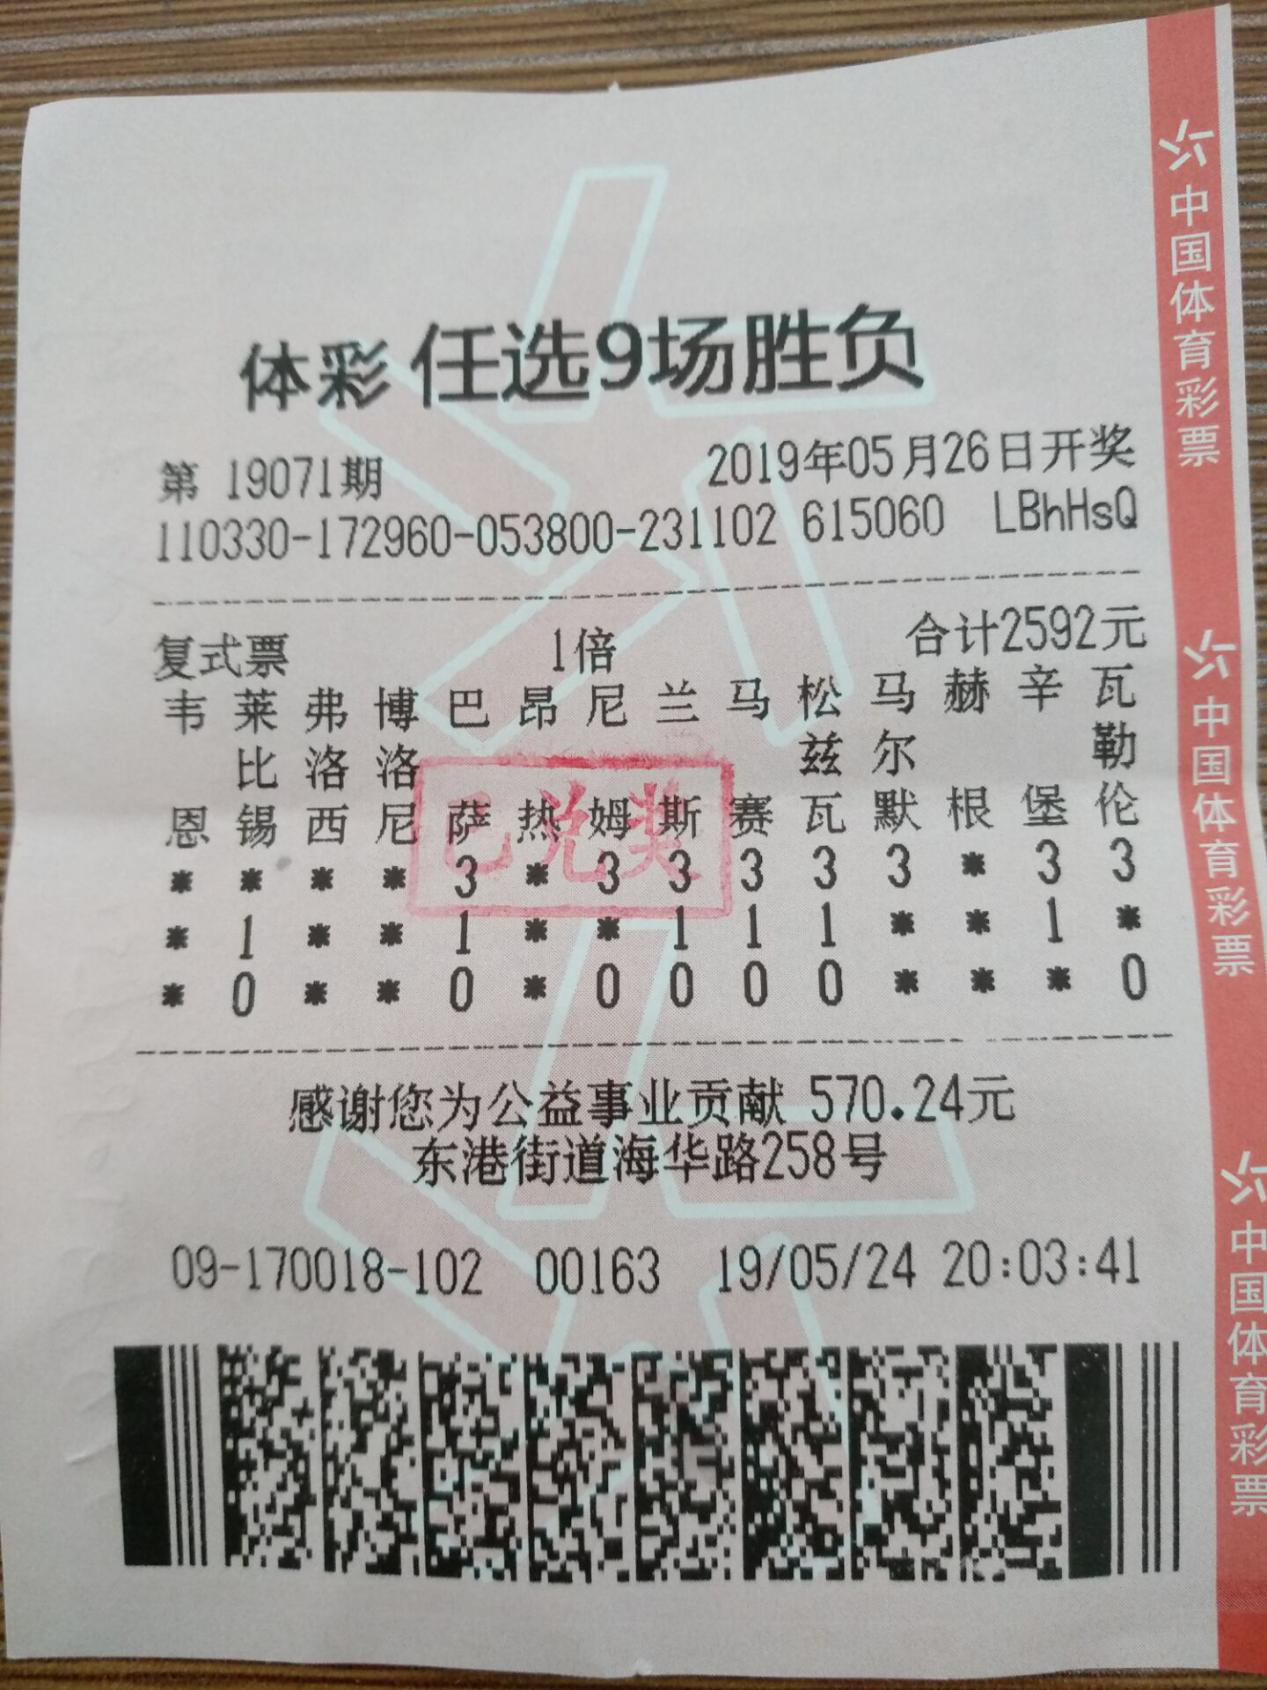 体彩 任选9场胜负
第 19071期 2019年05月26日开奖
110330-172960-053800-231102 615060 LBhHsQ
复式票 1倍 合计2592元
韦 莱 弗 博 巴 昂 尼 兰 马 松 马 赫 辛 瓦
比 洛 洛 兹 尔 勒
恩 锡 西 尼 萨 热 姆 斯 赛 瓦 默 根 堡 伦
* * * * 3 * 3 3 3 3 3 * 3 3
* 1 * * 1 * * 1 1 1 * * 1 *
* 0 * * 0 * 0 0 0 0 * * * 0
已兑奖
感谢您为公益事业贡献 570.24元
东港街道海华路258号
09-170018-102 00163 19/05/24 20:03:41
中国体育彩票
中国体育彩票
中国体育彩票